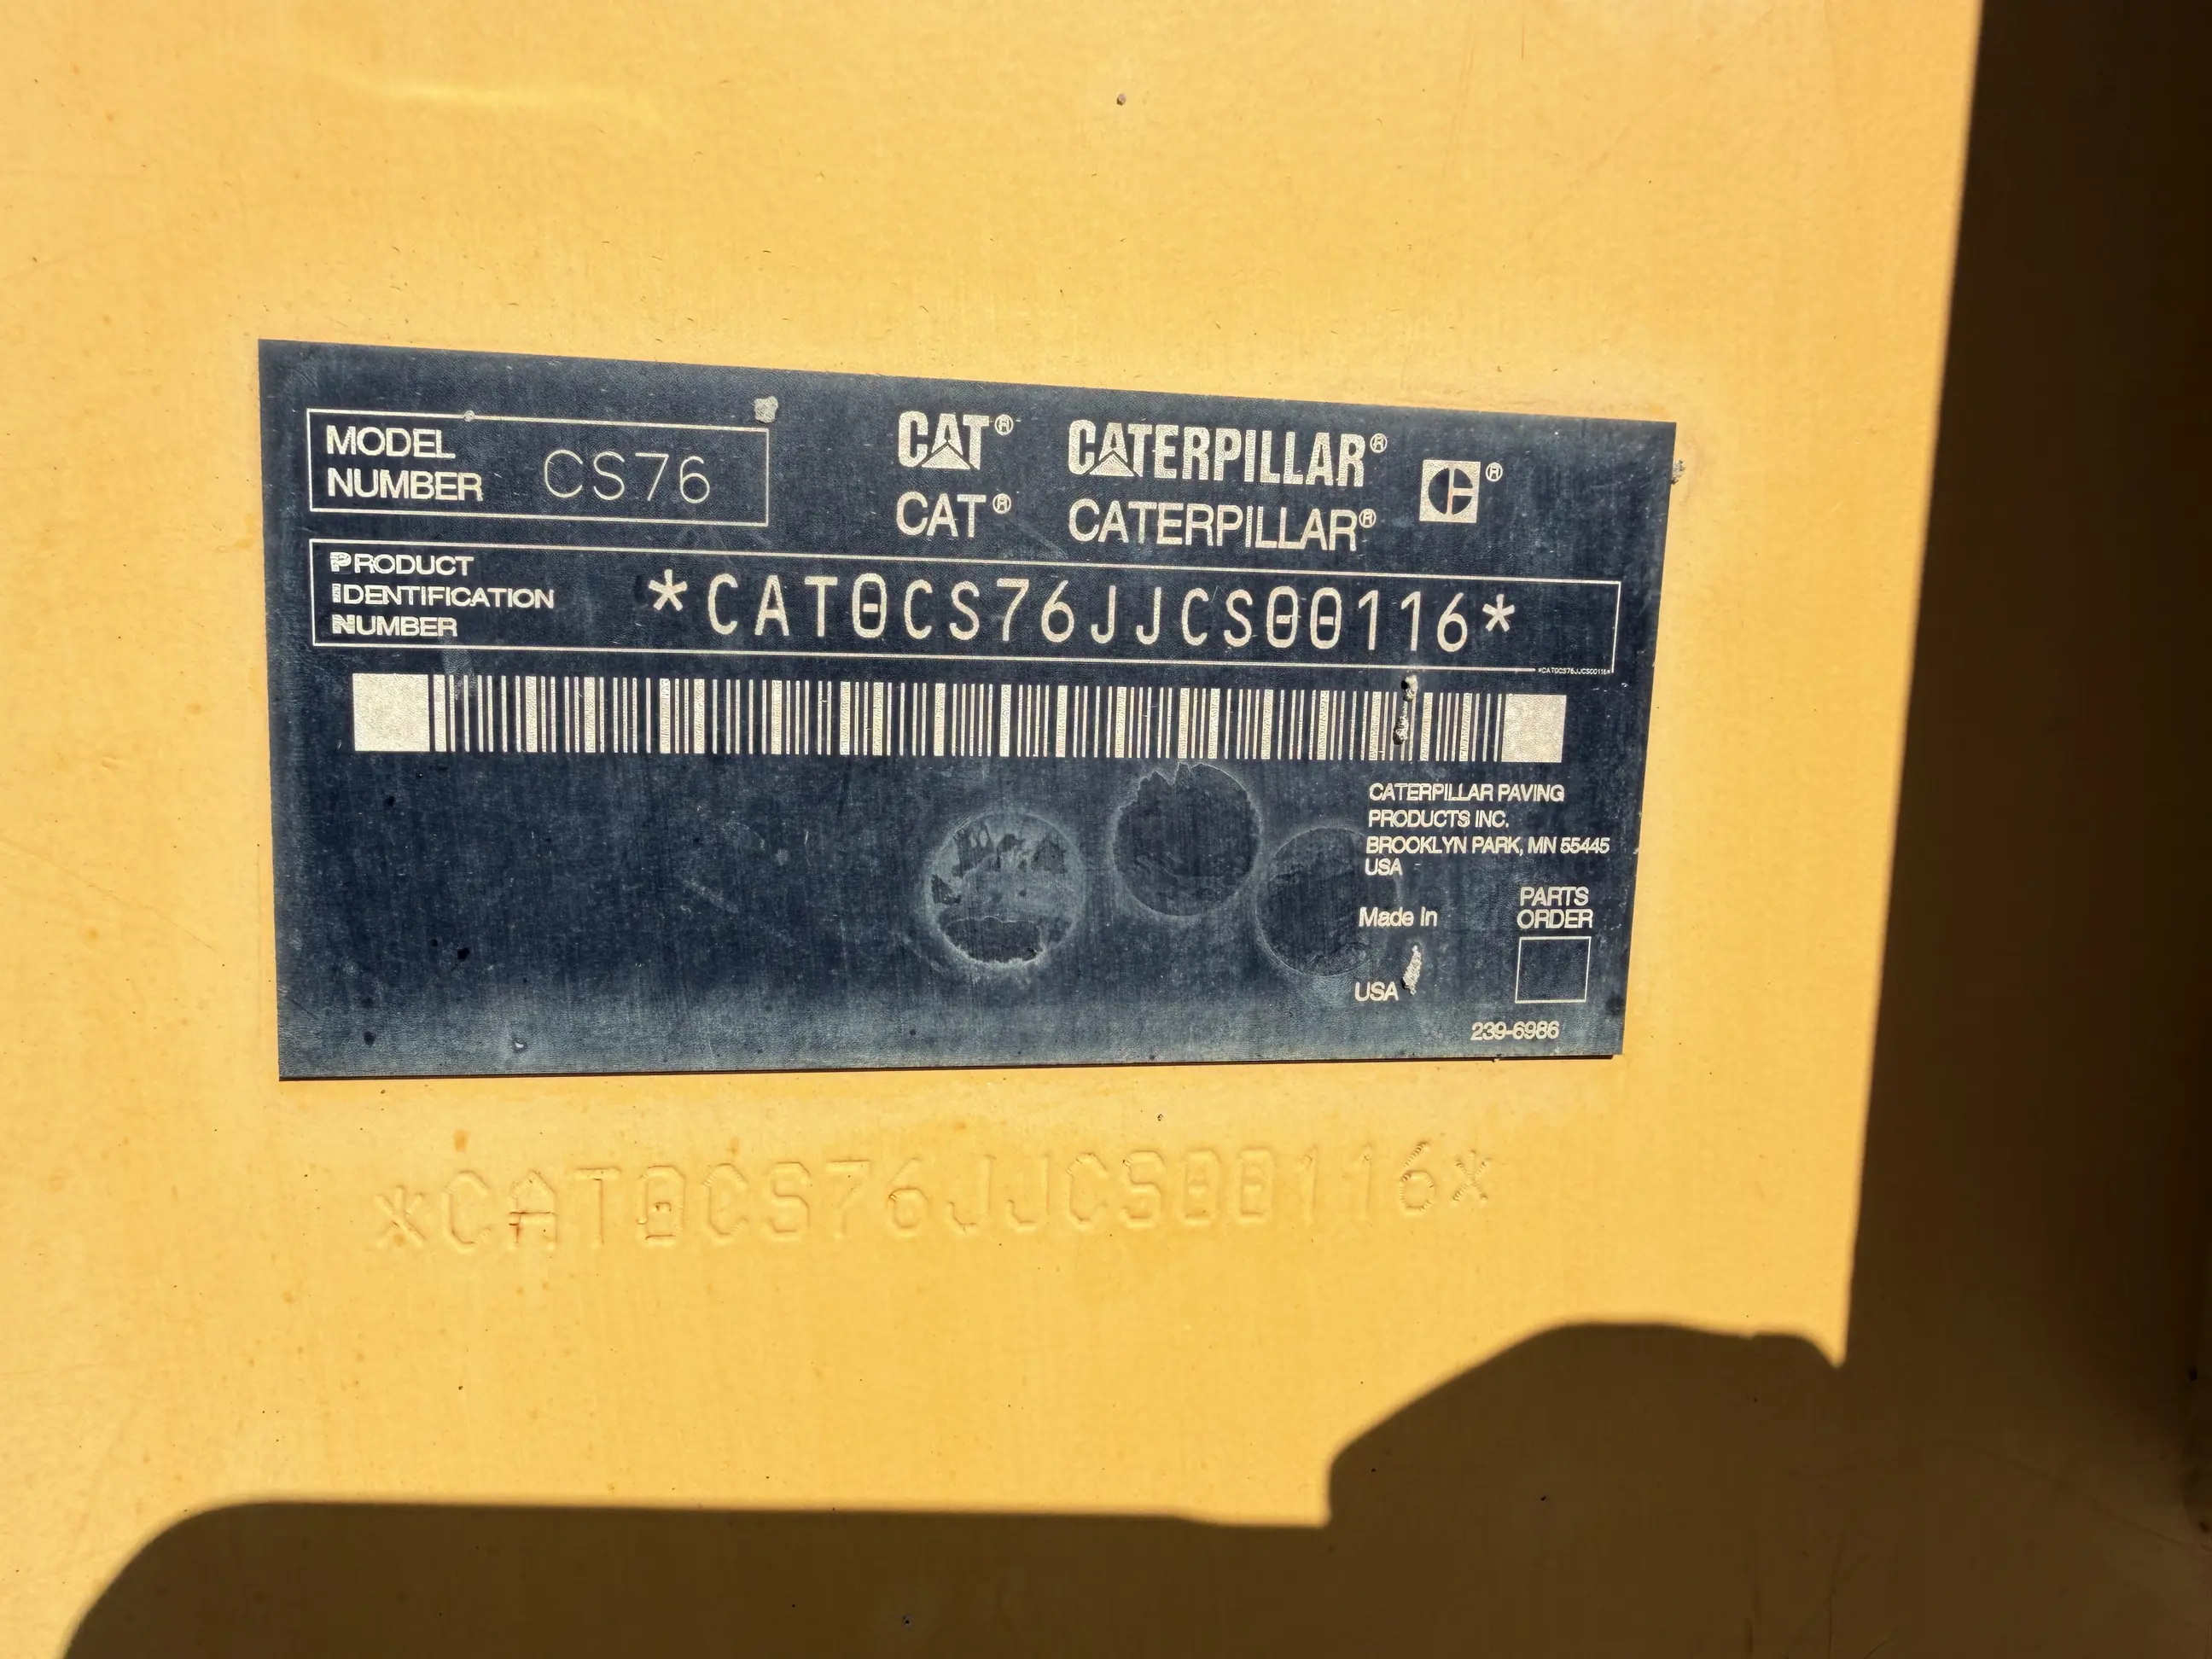 MODEL
NUMBER CS76
CAT® CATERPILLAR® ®
CAT® CATERPILLAR®
PRODUCT
IDENTIFICATION
NUMBER
*CAT0CS76JJCS00116*
*CAT0CS76JJCS00116*
CATERPILLAR PAVING
PRODUCTS INC.
BROOKLYN PARK, MN 55445
USA
Made in
USA
PARTS
ORDER
239-6986
*CAT0CS76JJCS00116*